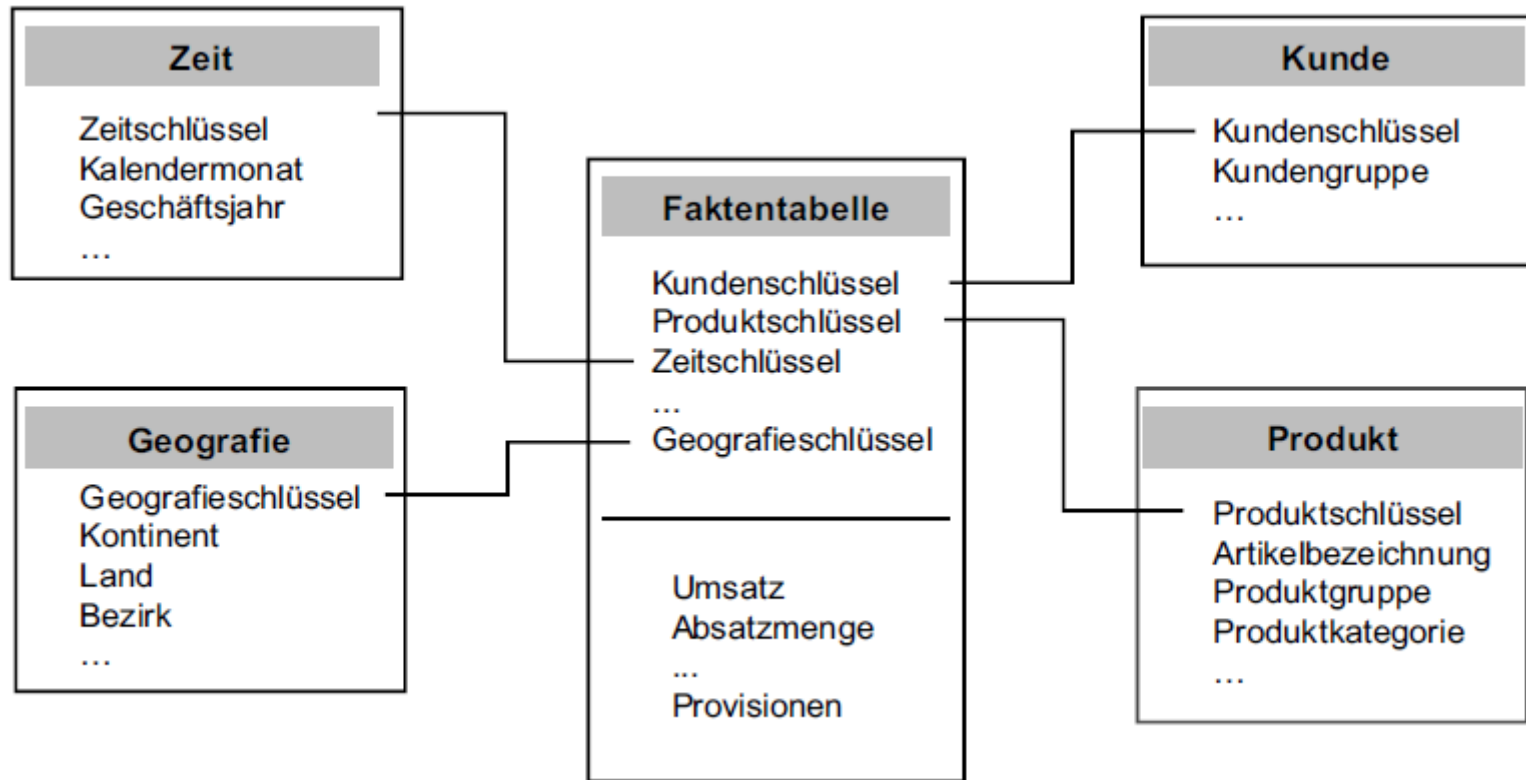 Zeit
Zeitschlüssel
Kalendermonat
Geschäftsjahr
...
Geografie
Geografieschlüssel
Kontinent
Land
Bezirk
...
Faktentabelle
Kundenschlüssel
Produktschlüssel
Zeitschlüssel
...
Geografieschlüssel
Umsatz
Absatzmenge
...
Provisionen
Kunde
Kundenschlüssel
Kundengruppe
...
Produkt
Produktschlüssel
Artikelbezeichnung
Produktgruppe
Produktkategorie
...